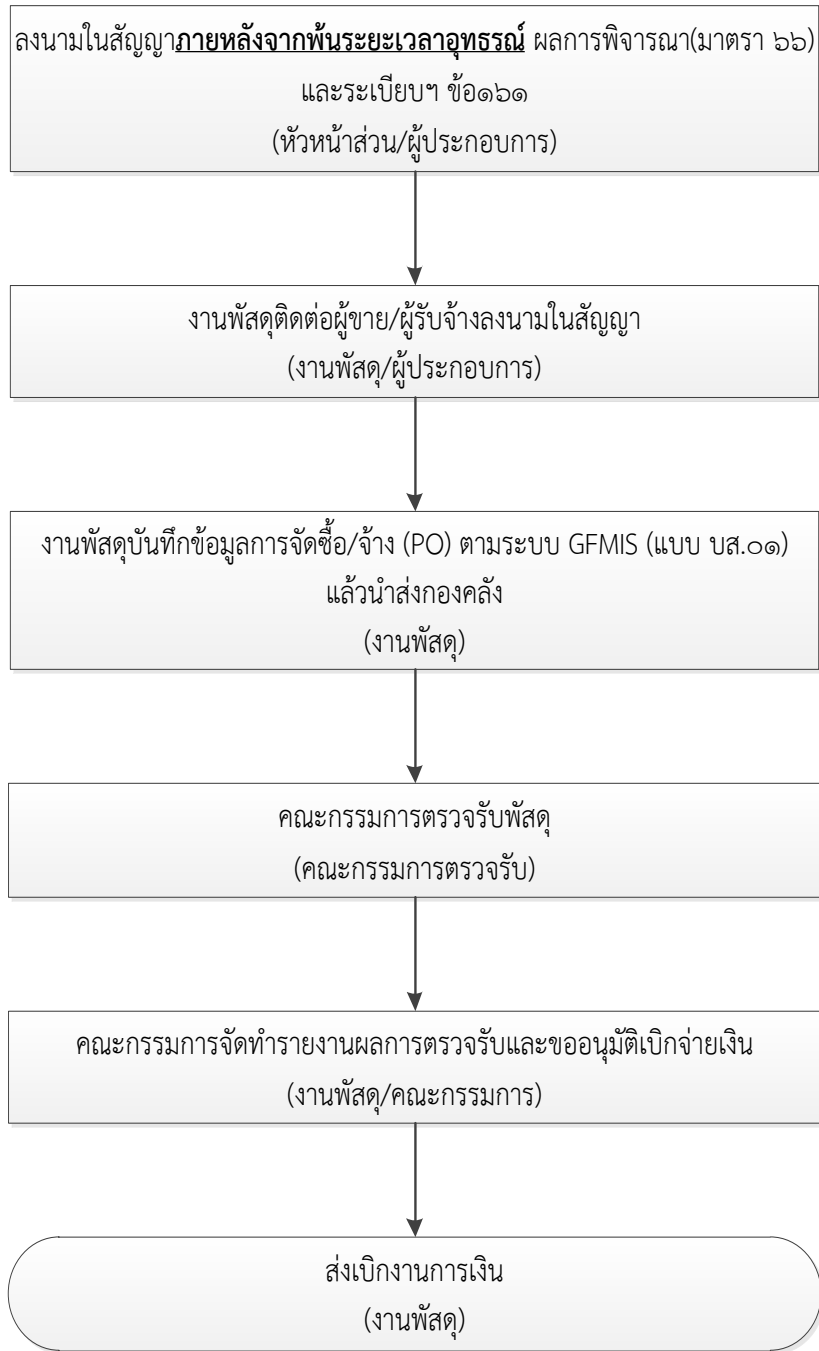 ลงนามในสัญญาภายหลังจากพ้นระยะเวลาอุทธรณ์ ผลการพิจารณา(มาตรา ๖๖)
และระเบียบฯ ข้อ๑๖๑
(หัวหน้าส่วน/ผู้ประกอบการ)
งานพัสดุติดต่อผู้ขาย/ผู้รับจ้างลงนามในสัญญา
(งานพัสดุ/ผู้ประกอบการ)
งานพัสดุบันทึกข้อมูลการจัดซื้อ/จ้าง (PO) ตามระบบ GFMIS (แบบ บส.๐๑)
แล้วนำส่งกองคลัง
(งานพัสดุ)
คณะกรรมการตรวจรับพัสดุ
(คณะกรรมการตรวจรับ)
คณะกรรมการจัดทำรายงานผลการตรวจรับและขออนุมัติเบิกจ่ายเงิน
(งานพัสดุ/คณะกรรมการ)
ส่งเบิกงานการเงิน
(งานพัสดุ)